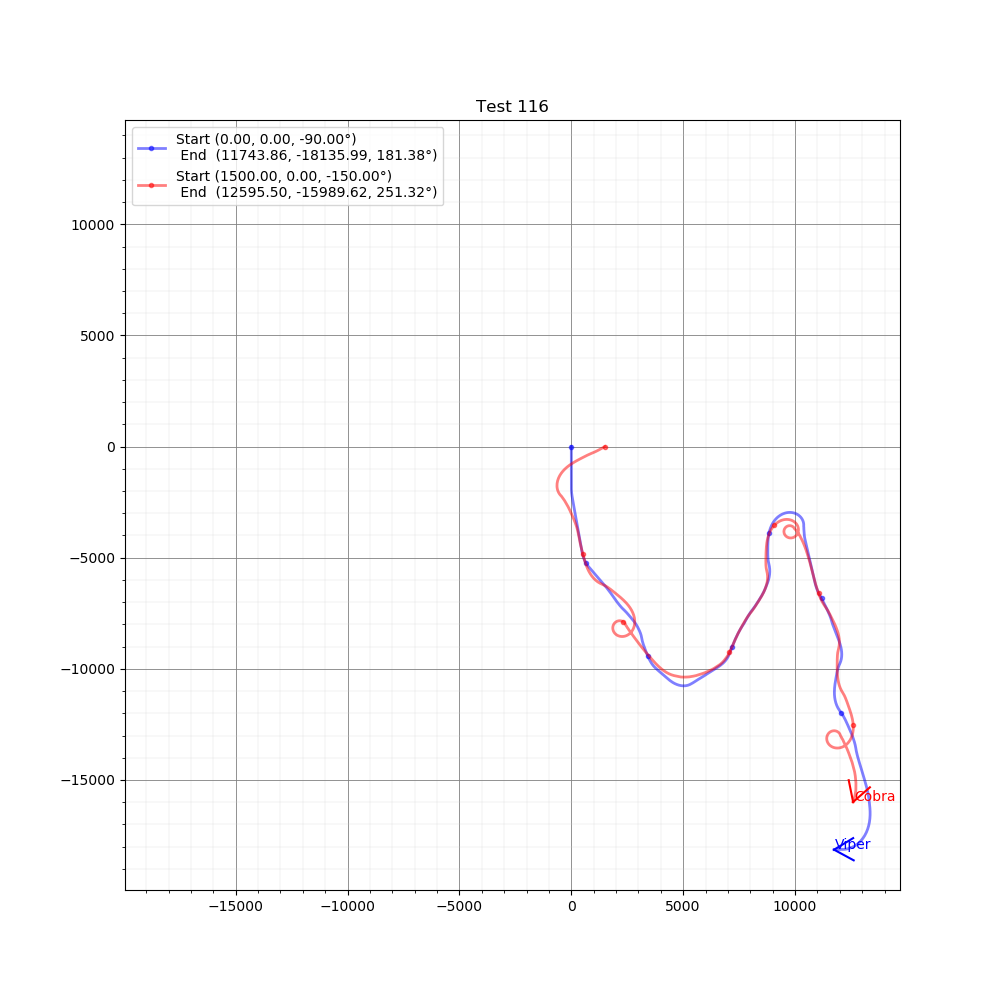 Test 116
Start (0.00, 0.00, -90.00°)
End  (11743.86, -18135.99, 181.38°)
Start (1500.00, 0.00, -150.00°)
End  (12595.50, -15989.62, 251.32°)
10000
5000
0
−5000
−10000
−15000
Cobra
Viper
−15000 −10000 −5000 0 5000 10000